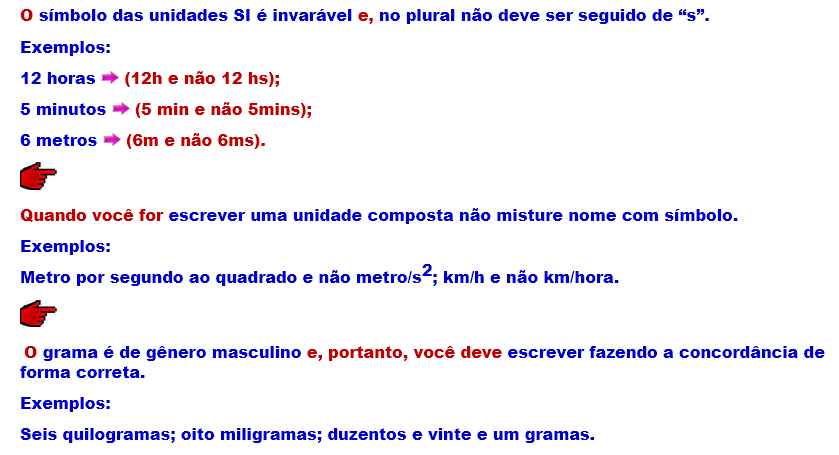 O símbolo das unidades SI é invarável e, no plural não deve ser seguido de “s”.
Exemplos:
12 horas ➡ (12h e não 12 hs);
5 minutos ➡ (5 min e não 5mins);
6 metros ➡ (6m e não 6ms).
Quando você for escrever uma unidade composta não misture nome com símbolo.
Exemplos:
Metro por segundo ao quadrado e não metro/s²; km/h e não km/hora.
O grama é de gênero masculino e, portanto, você deve escrever fazendo a concordância de
forma correta.
Exemplos:
Seis quilogramas; oito miligramas; duzentos e vinte e um gramas.